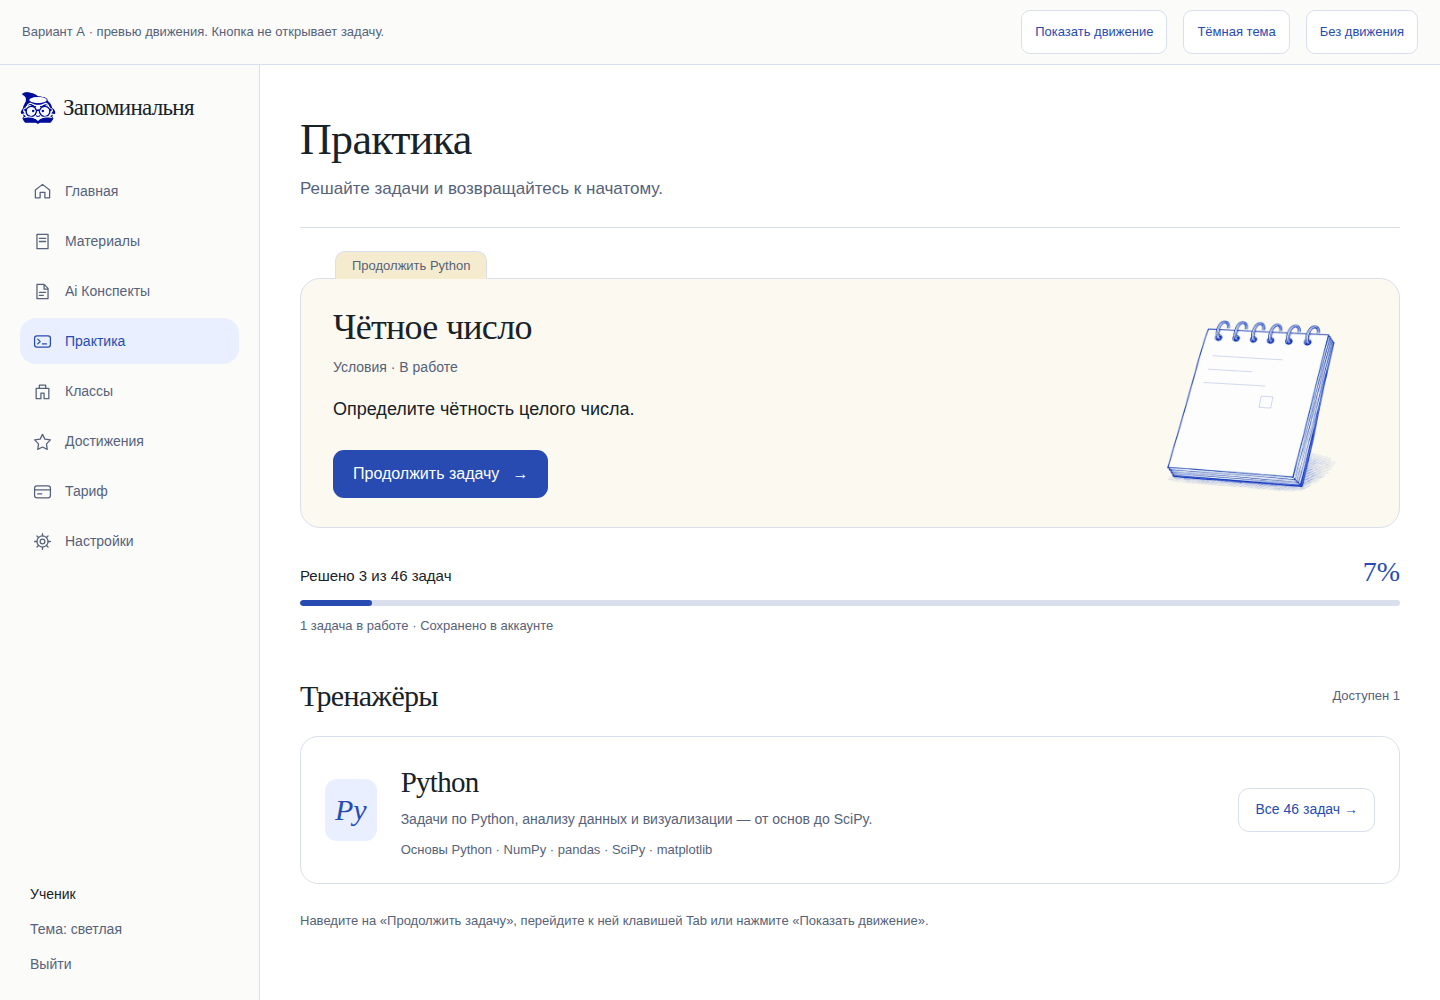 Вариант А · превью движения. Кнопка не открывает задачу.
Показать движение
Тёмная тема
Без движения
Запоминальня
Главная
Материалы
Ai Конспекты
Практика
Классы
Достижения
Тариф
Настройки
Ученик
Тема: светлая
Выйти
Практика
Решайте задачи и возвращайтесь к начатому.
Продолжить Python
Чётное число
Условия · В работе
Определите чётность целого числа.
Продолжить задачу →
Решено 3 из 46 задач
7%
1 задача в работе · Сохранено в аккаунте
Тренажёры
Доступен 1
Py
Python
Задачи по Python, анализу данных и визуализации — от основ до SciPy.
Основы Python · NumPy · pandas · SciPy · matplotlib
Все 46 задач →
Наведите на «Продолжить задачу», перейдите к ней клавишей Tab или нажмите «Показать движение».